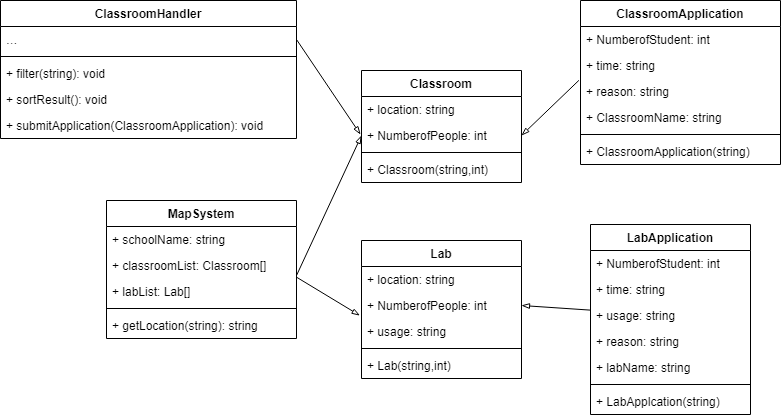 ClassroomHandler
...
+ filter(string): void
+ sortResult(): void
+ submitApplication(ClassroomApplication): void
Classroom
+ location: string
+ NumberofPeople: int
+ Classroom(string,int)
ClassroomApplication
+ NumberofStudent: int
+ time: string
+ reason: string
+ ClassroomName: string
+ ClassroomApplication(string)
MapSystem
+ schoolName: string
+ classroomList: Classroom[]
+ labList: Lab[]
+ getLocation(string): string
Lab
+ location: string
+ NumberofPeople: int
+ usage: string
+ Lab(string,int)
LabApplication
+ NumberofStudent: int
+ time: string
+ usage: string
+ reason: string
+ labName: string
+ LabApplcation(string)